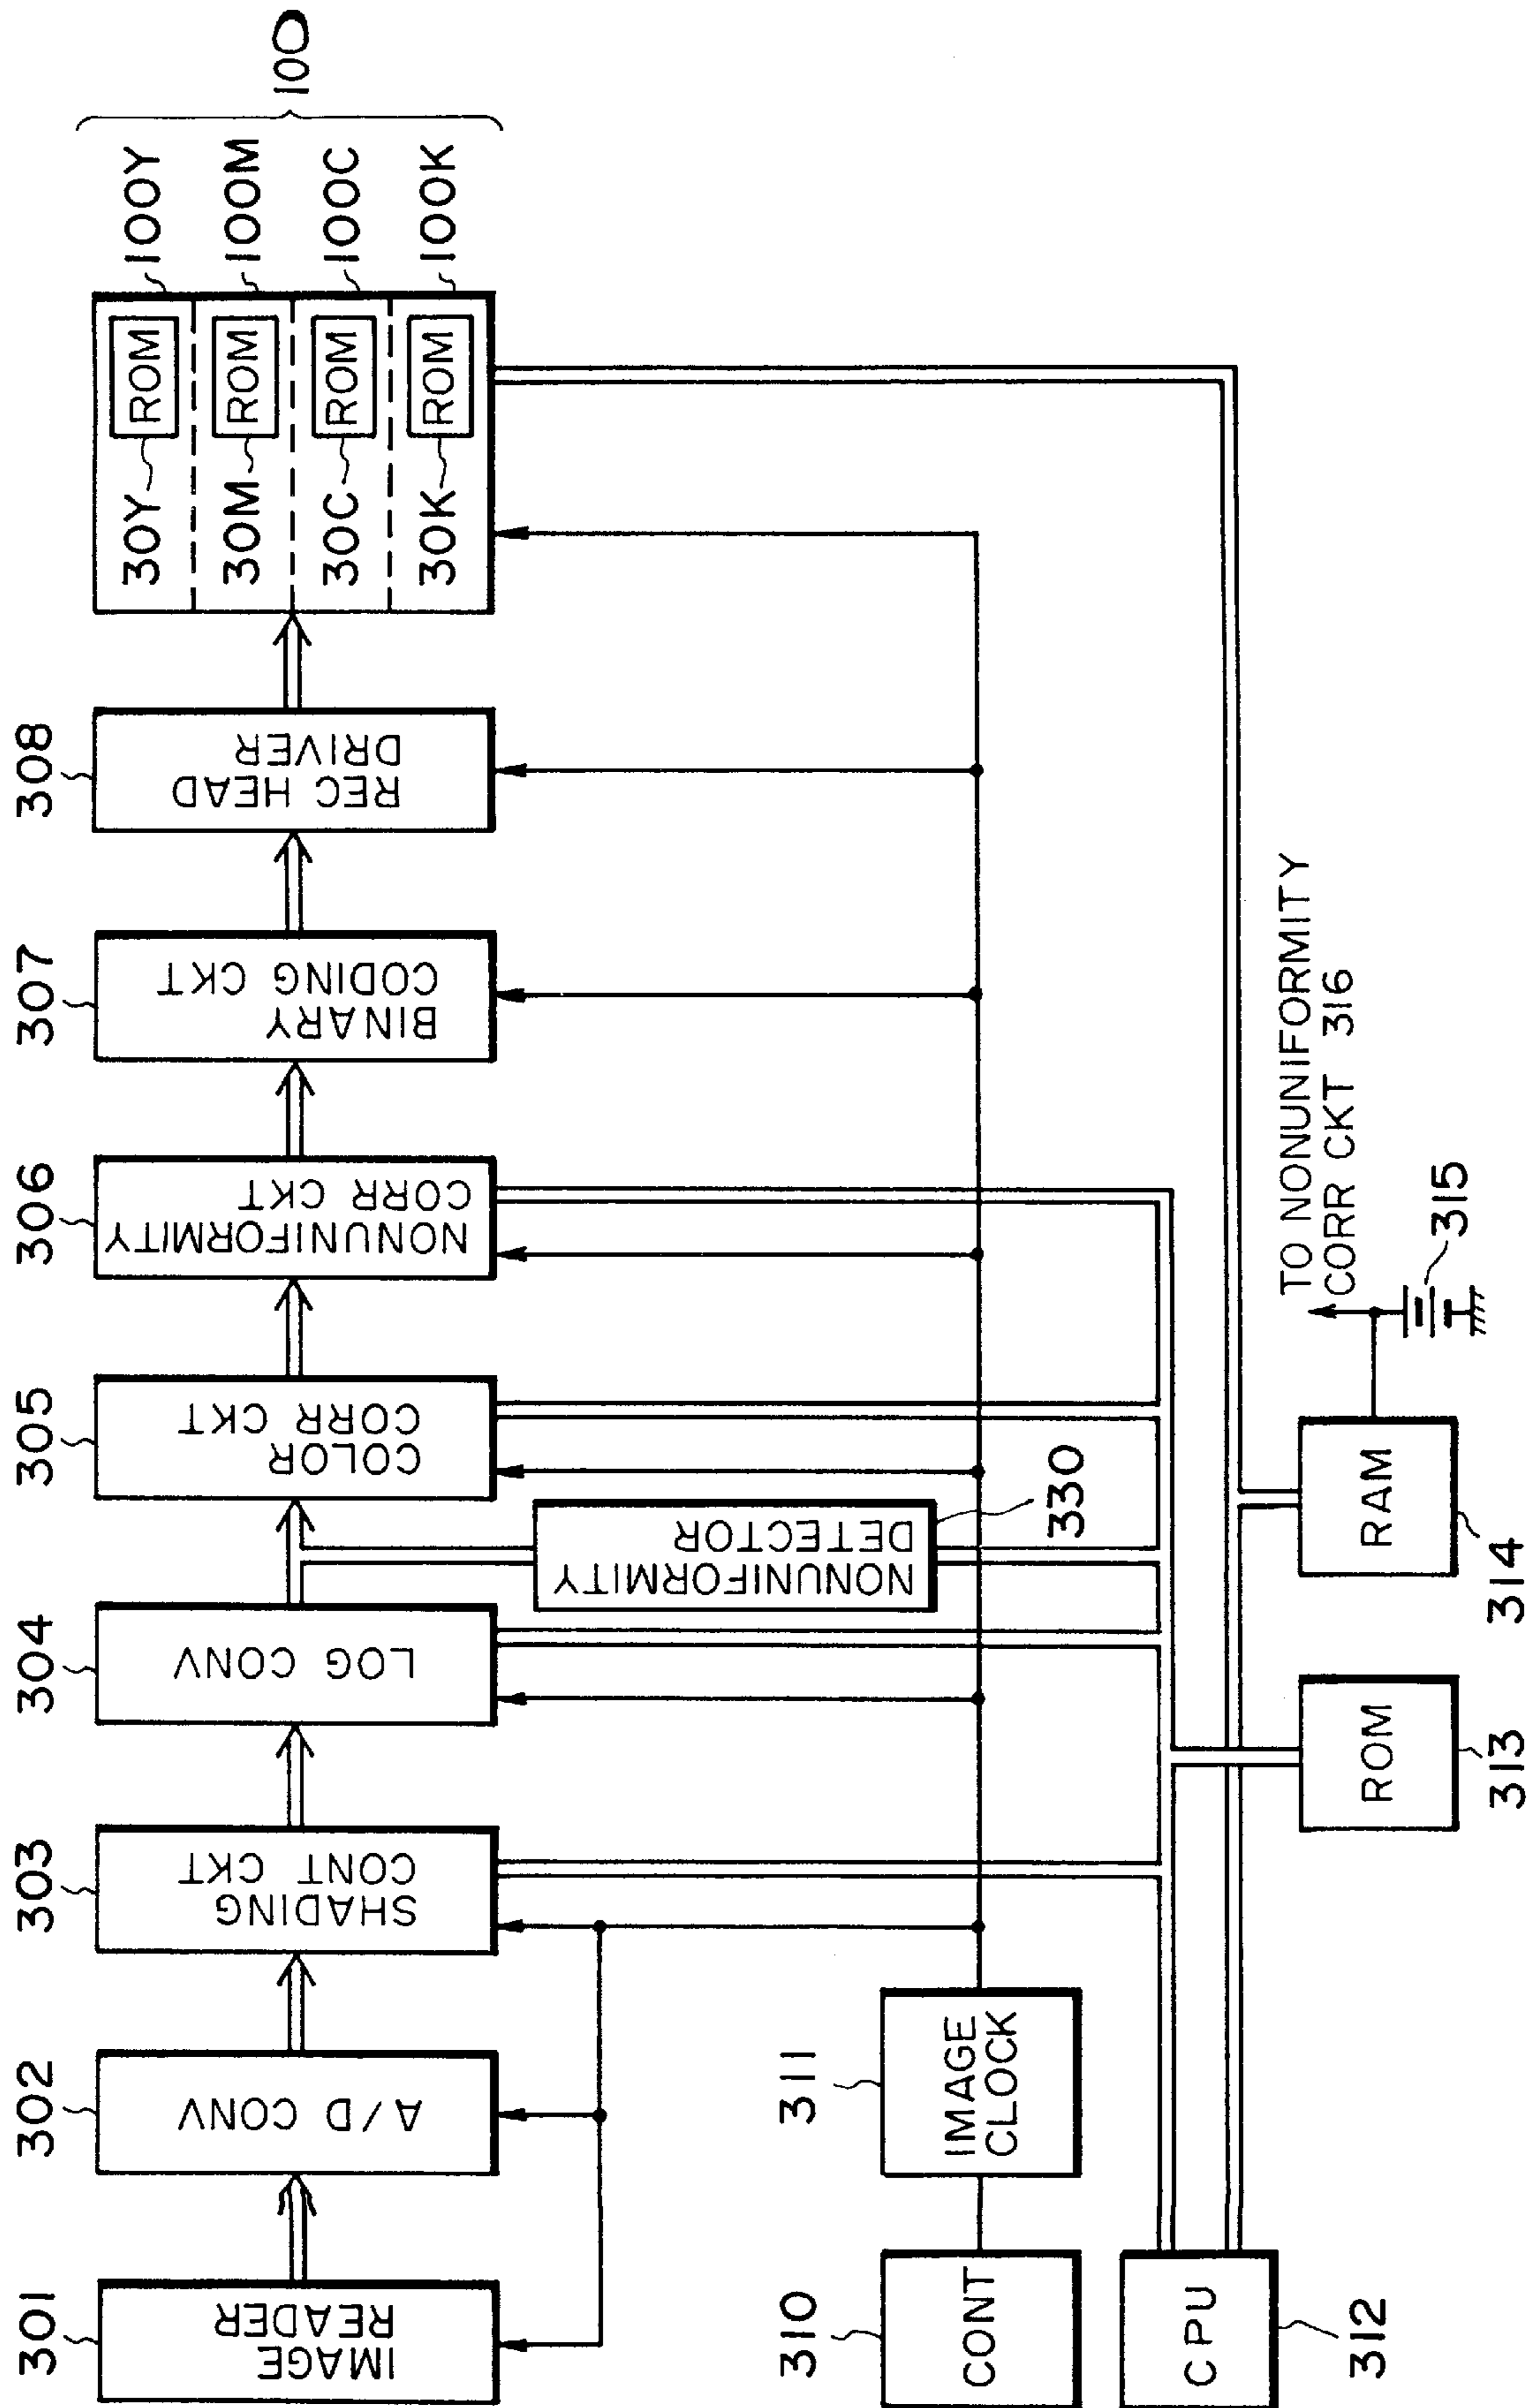 301
302
303
304
305
306
307
308
IMAGE
READER
A/D CONV
SHADING
CONT CKT
LOG CONV
COLOR
CORR CKT
NONUNIFORMITY
CORR CKT
BINARY
CODING CKT
REC HEAD
DRIVER
30Y
ROM
100Y
30M
ROM
100M
30C
ROM
100C
30K
ROM
100K
100
NONUNIFORMITY
DETECTOR
330
310
CONT
311
IMAGE
CLOCK
CPU
312
ROM
313
RAM
314
315
TO NONUNIFORMITY
CORR CKT 316